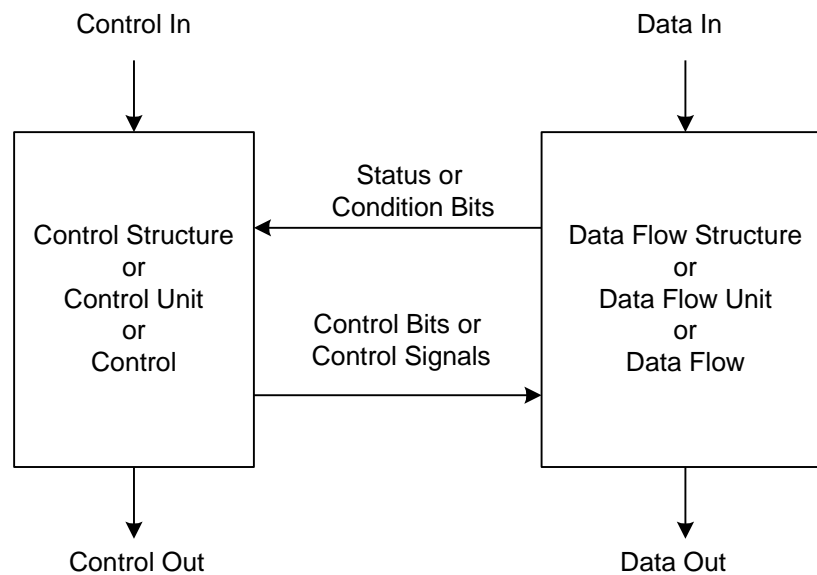 Control In
Data In
Status or
Condition Bits
Control Structure
or
Control Unit
or
Control
Data Flow Structure
or
Data Flow Unit
or
Data Flow
Control Bits or
Control Signals
Control Out
Data Out